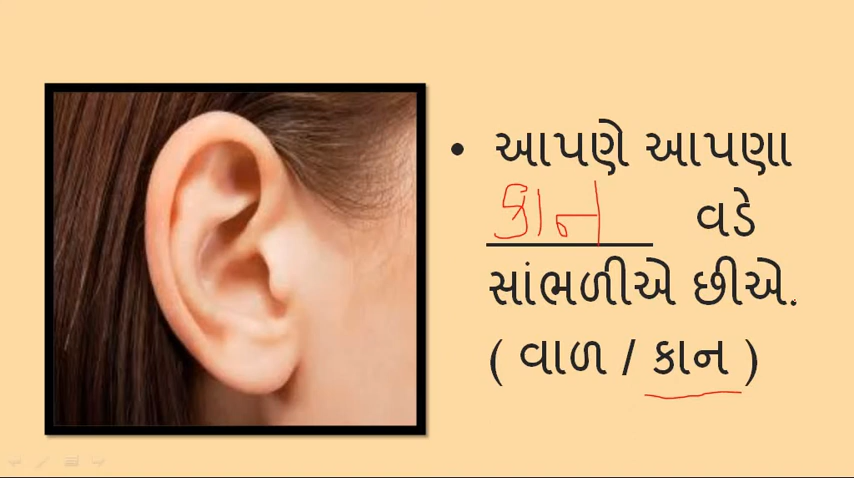 • આપણે આપણા
કાન વડે
સાંભળીએ છીએ.
( વાળ / કાન )